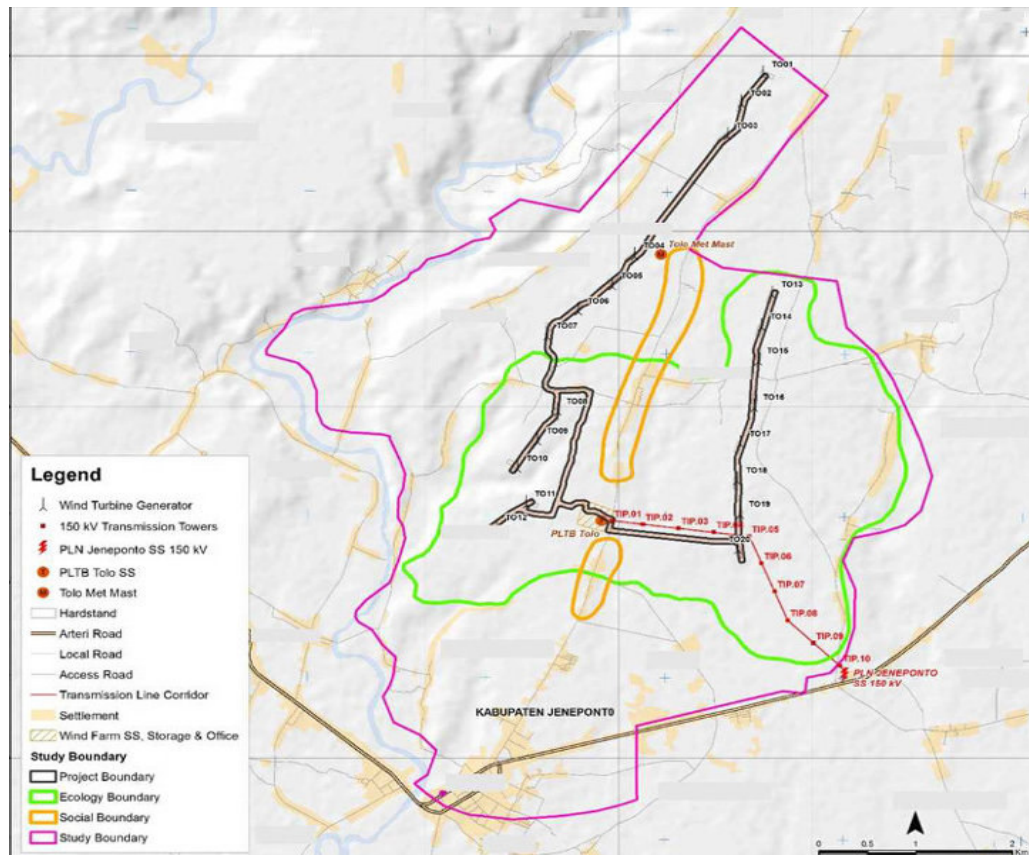 TO01
TO02
TO03
TO04
Tolo Met Mast
TO05
TO06
TO07
TO08
TO09
TO10
TO11
TO12
TO13
TO14
TO15
TO16
TO17
TO18
TO19
TO20
TIP.01
TIP.02
TIP.03
TIP.05
TIP.06
TIP.07
TIP.08
TIP.09
TIP.10
PLTB Tolo
PLN JENEPONTO
SS 150 kV
KABUPATEN JENEPONTO
Legend
Wind Turbine Generator
150 kV Transmission Towers
PLN Jeneponto SS 150 kV
PLTB Tolo SS
Tolo Met Mast
Hardstand
Arteri Road
Local Road
Access Road
Transmission Line Corridor
Settlement
Wind Farm SS, Storage & Office
Study Boundary
Project Boundary
Ecology Boundary
Social Boundary
Study Boundary
0 0.5 1 2